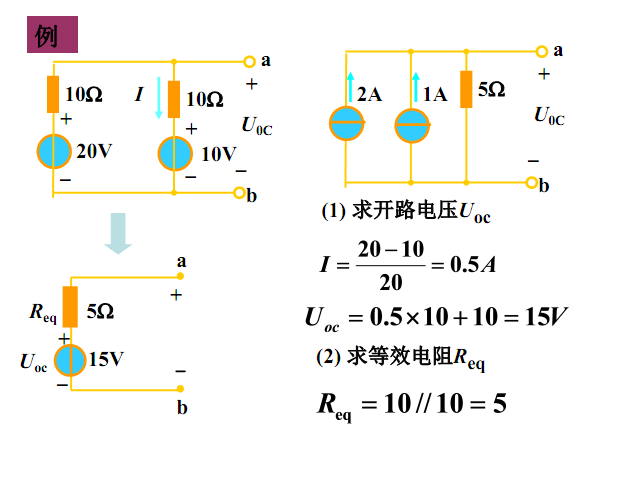 例
a
10Ω
I
10Ω
+
U0C
+
20V
−
+
10V
−
−
b
a
2A
1A
5Ω
+
U0C
−
b
(1) 求开路电压Uoc
I = 20 − 10 / 20 = 0.5A
Uoc = 0.5×10+10 = 15V
(2) 求等效电阻Req
Req = 10 // 10 = 5
a
+
Req
5Ω
+
Uoc
15V
−
−
b